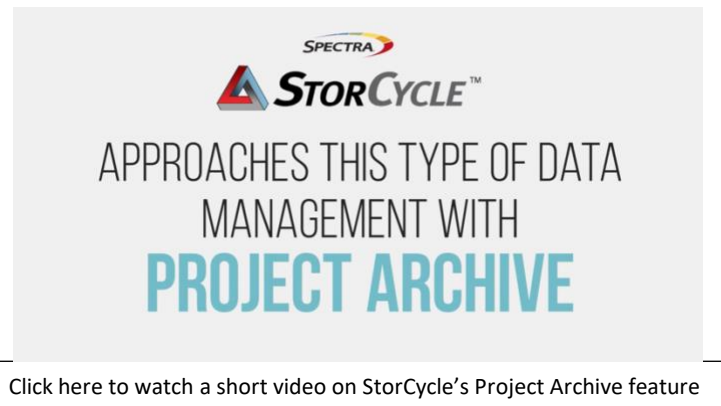 SPECTRA
STORCYCLE™
APPROACHES THIS TYPE OF DATA
MANAGEMENT WITH
PROJECT ARCHIVE
Click here to watch a short video on StorCycle's Project Archive feature